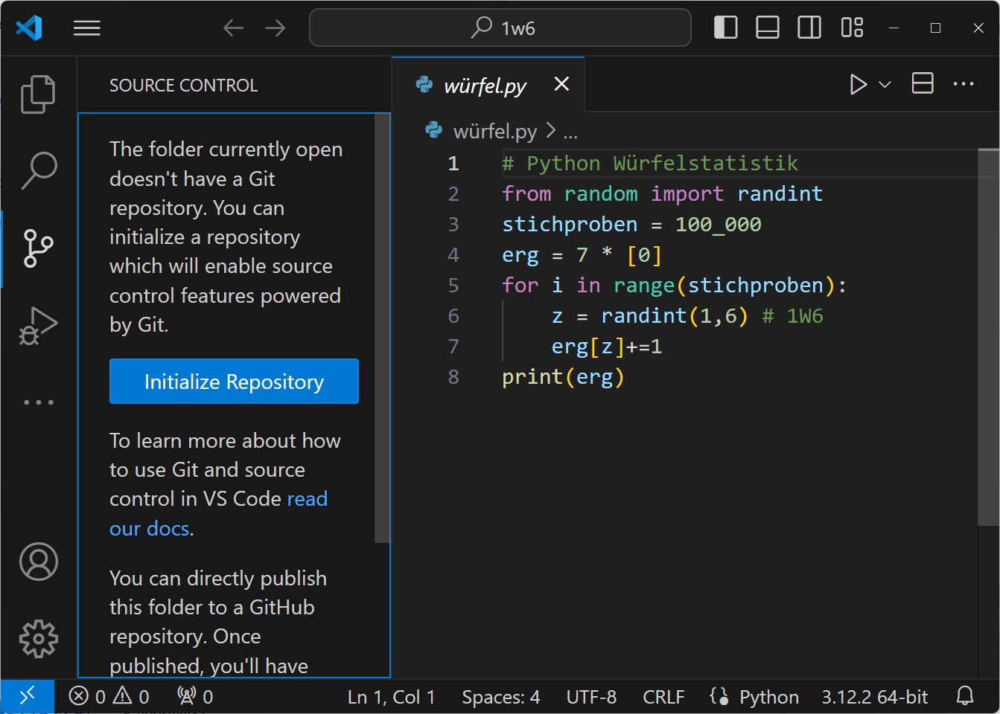 1w6
SOURCE CONTROL
The folder currently open
doesn't have a Git
repository. You can
initialize a repository
which will enable source
control features powered
by Git.
Initialize Repository
To learn more about how
to use Git and source
control in VS Code read
our docs.
You can directly publish
this folder to a GitHub
repository. Once
published, you'll have
würfel.py
würfel.py > ...
1 # Python Würfelstatistik
2 from random import randint
3 stichproben = 100_000
4 erg = 7 * [0]
5 for i in range(stichproben):
6     z = randint(1,6) # 1W6
7     erg[z]+=1
8 print(erg)
0 0 0 Ln 1, Col 1 Spaces: 4 UTF-8 CRLF Python 3.12.2 64-bit